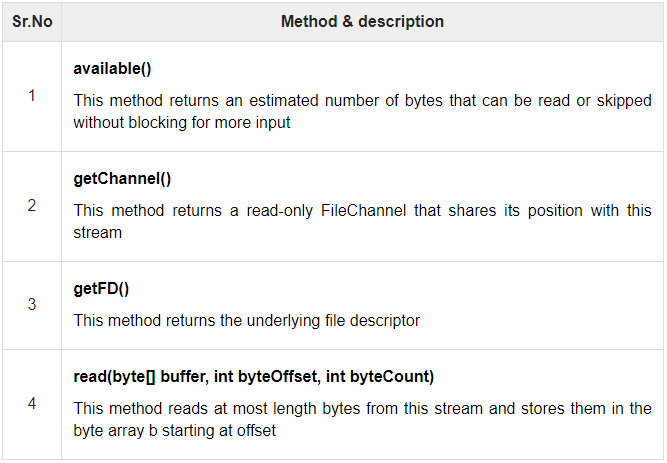 Sr.No Method & description
1
available()
This method returns an estimated number of bytes that can be read or skipped
without blocking for more input
2
getChannel()
This method returns a read-only FileChannel that shares its position with this
stream
3
getFD()
This method returns the underlying file descriptor
4
read(byte[] buffer, int byteOffset, int byteCount)
This method reads at most length bytes from this stream and stores them in the
byte array b starting at offset